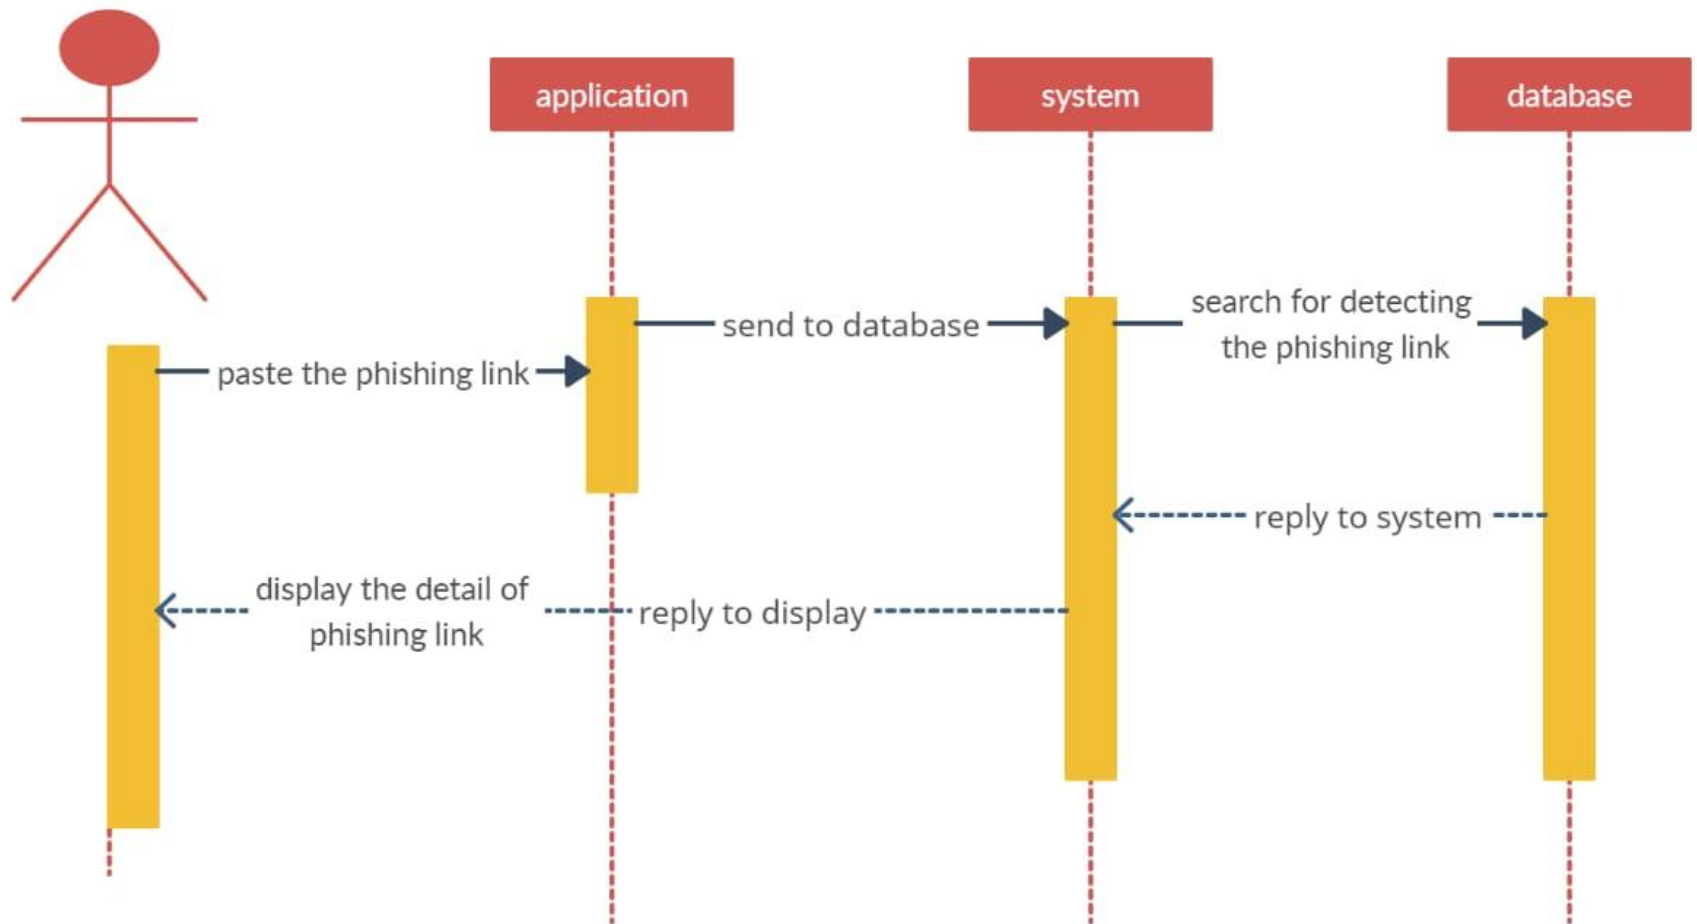 application
system
database
send to database
search for detecting
the phishing link
paste the phishing link
reply to system
display the detail of
phishing link
reply to display